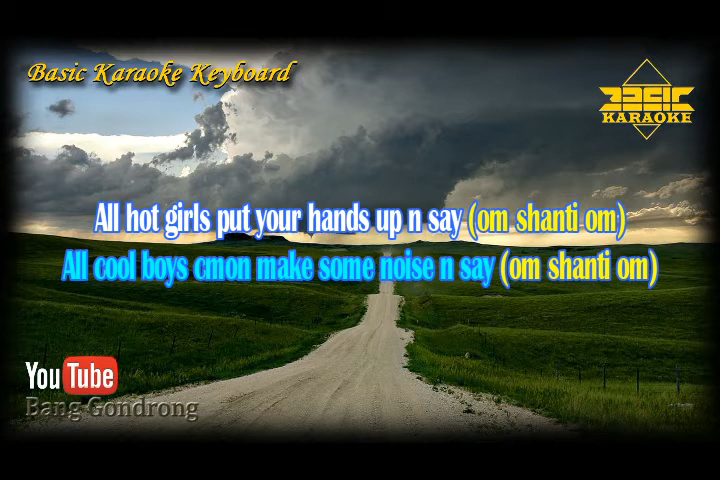 Basic Karaoke Keyboard
BASIC
KARAOKE
All hot girls put your hands up n say (om shanti om)
All cool boys cmon make some noise n say (om shanti om)
YouTube
Bang Gondrong